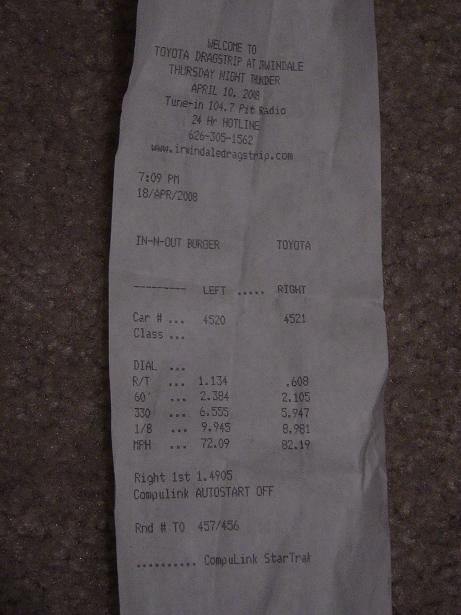 WELCOME TO
TOYOTA DRAGSTRIP AT IRWINDALE
THURSDAY NIGHT THUNDER
APRIL 10, 2008
Tune-in 104.7 Pit Radio
24 Hr HOTLINE
626-305-1562
www.irwindaledragstrip.com
7:09 PM
18/APR/2008
IN-N-OUT BURGER TOYOTA
--------- LEFT ..... RIGHT
Car # ... 4520 4521
Class ...
DIAL ...
R/T ... 1.134 .608
60' ... 2.384 2.105
330 ... 6.555 5.947
1/8 ... 9.945 8.981
MPH ... 72.09 82.19
Right 1st 1.4905
Compulink AUTOSTART OFF
Rnd # T0 457/456
.......... CompuLink StarTrak